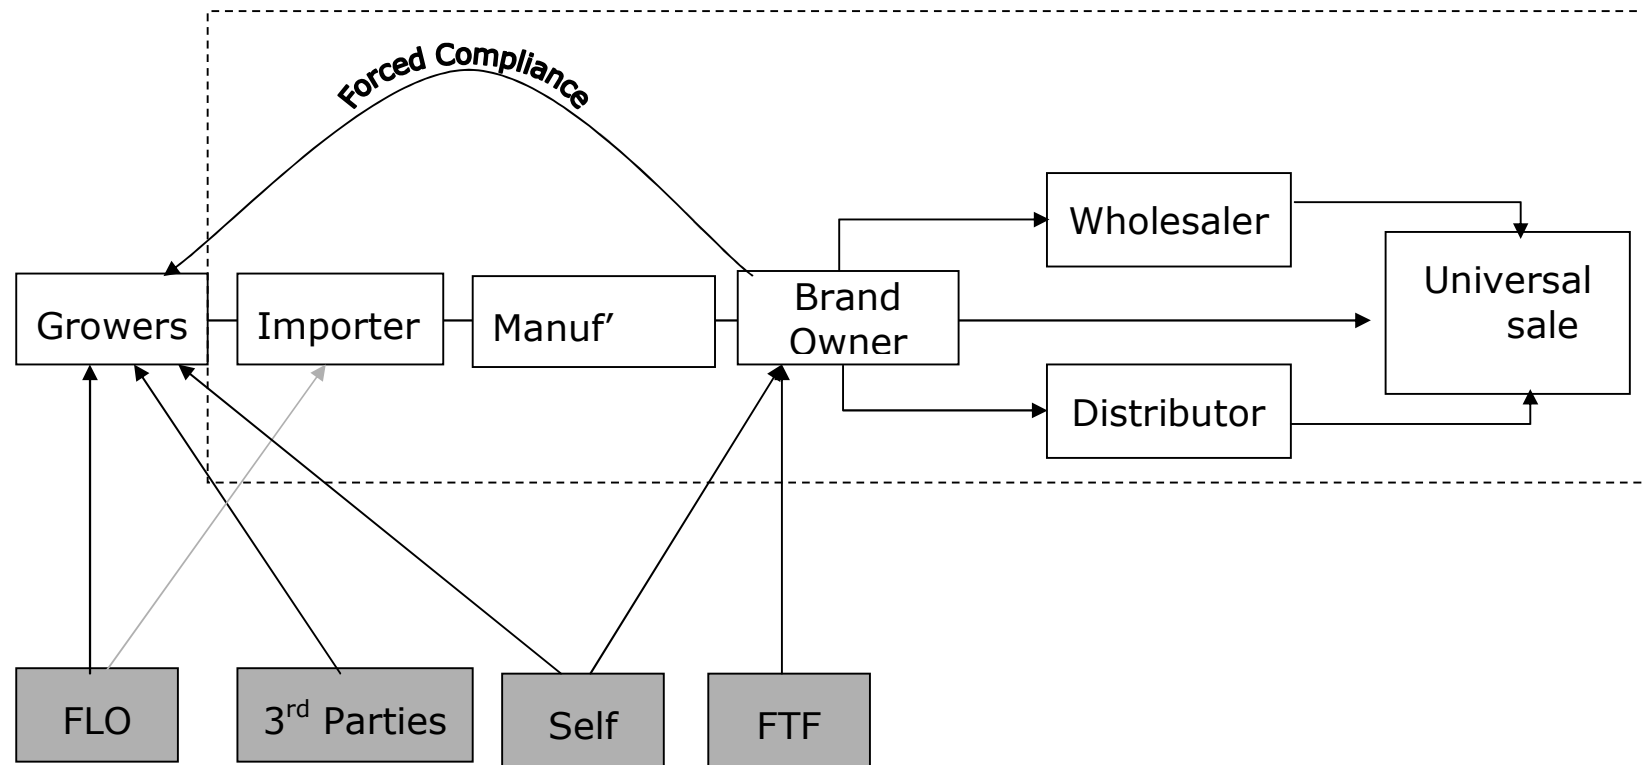 Forced Compliance
Growers
Importer
Manuf’
Brand
Owner
Wholesaler
Distributor
Universal
sale
FLO
3rd Parties
Self
FTF